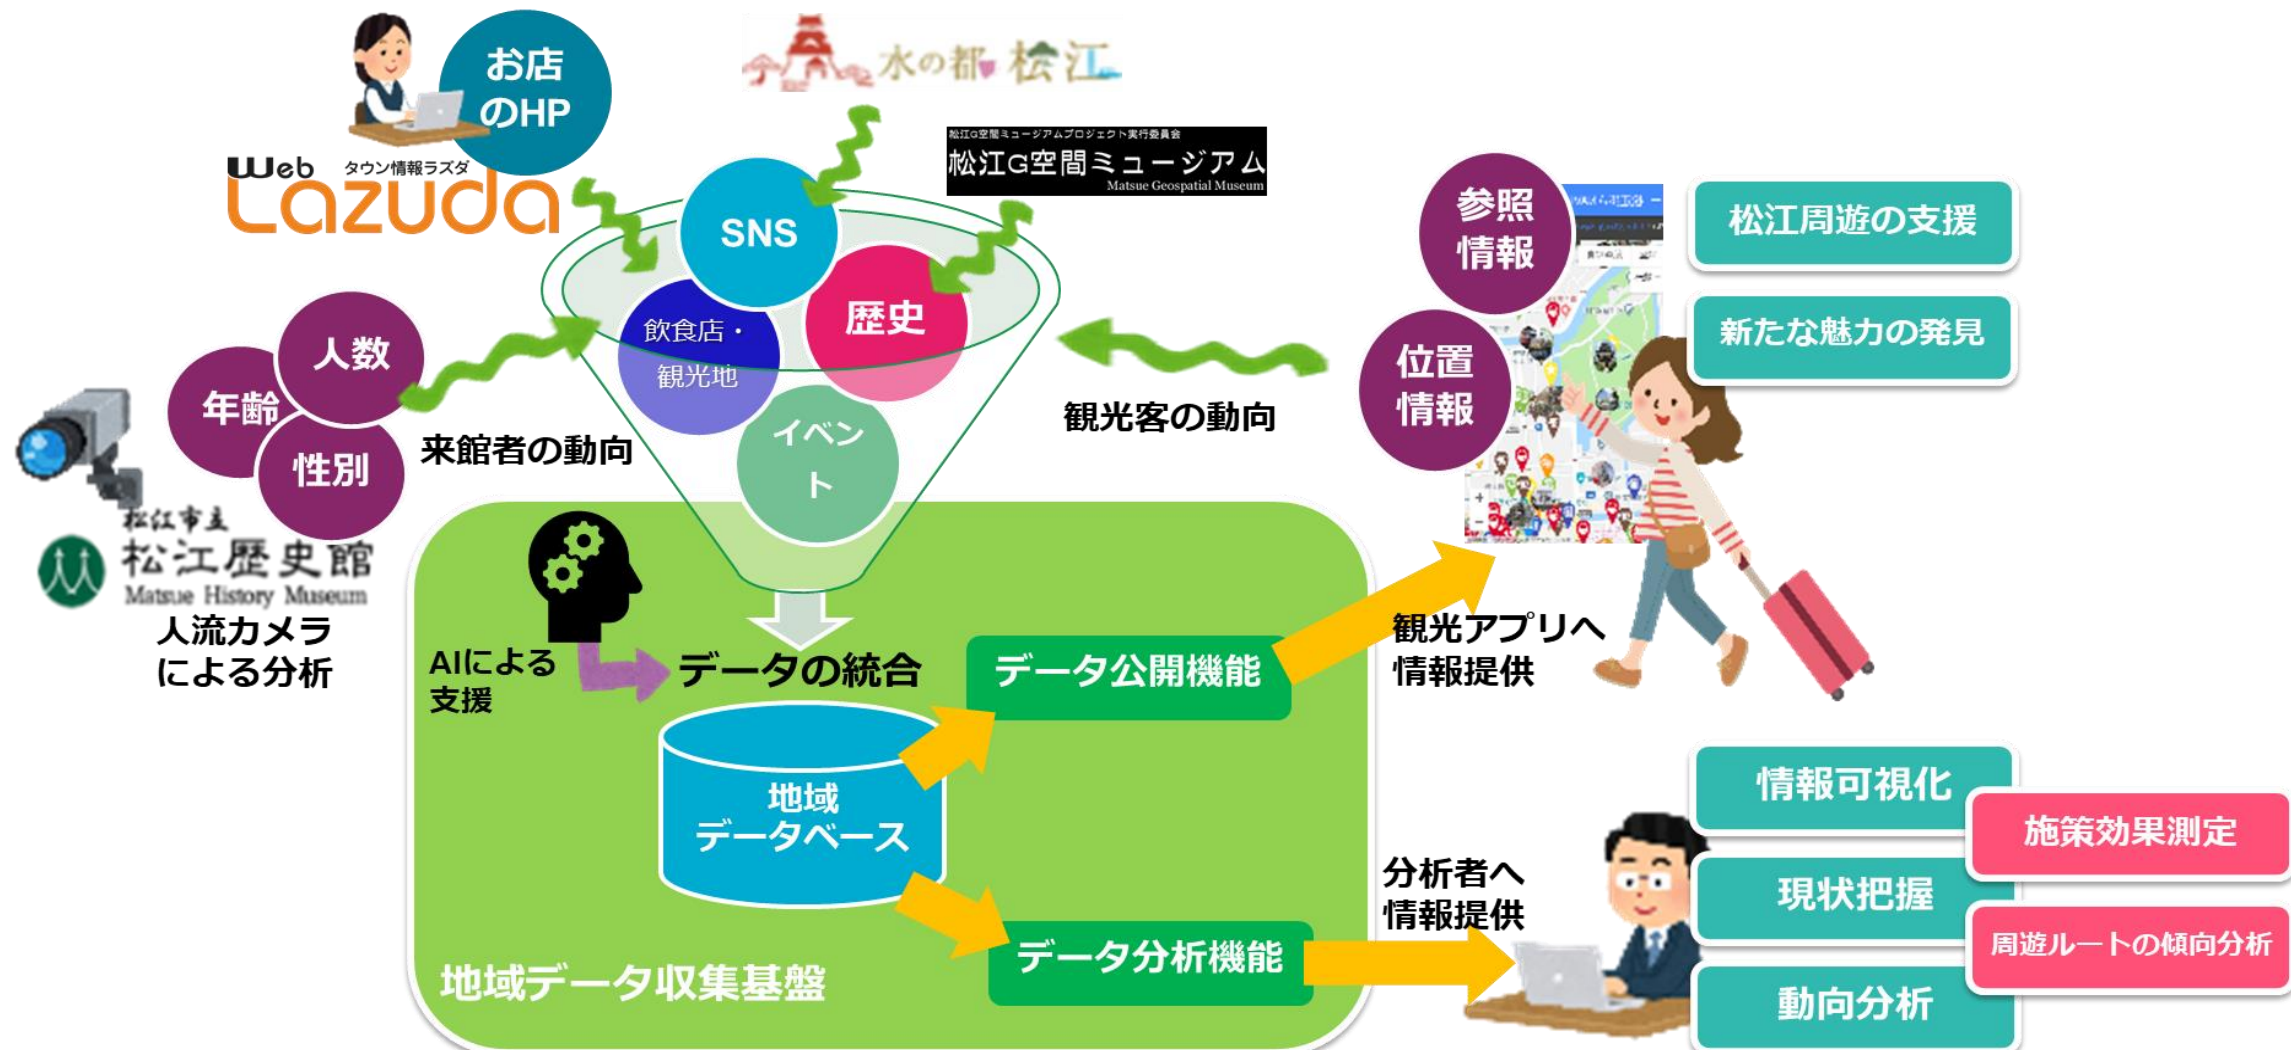 お店
のHP
水の都 松江
Web
タウン情報ラズダ
Lazuda
松江G空間ミュージアムプロジェクト実行委員会
松江G空間ミュージアム
Matsue Geospatial Museum
SNS
歴史
飲食店・
観光地
イベン
ト
人数
年齢
性別
来館者の動向
松江市立
松江歴史館
Matsue History Museum
人流カメラ
による分析
観光客の動向
参照
情報
位置
情報
松江周遊の支援
新たな魅力の発見
AIによる
支援
データの統合
地域
データベース
データ公開機能
データ分析機能
地域データ収集基盤
観光アプリへ
情報提供
分析者へ
情報提供
情報可視化
現状把握
動向分析
施策効果測定
周遊ルートの傾向分析